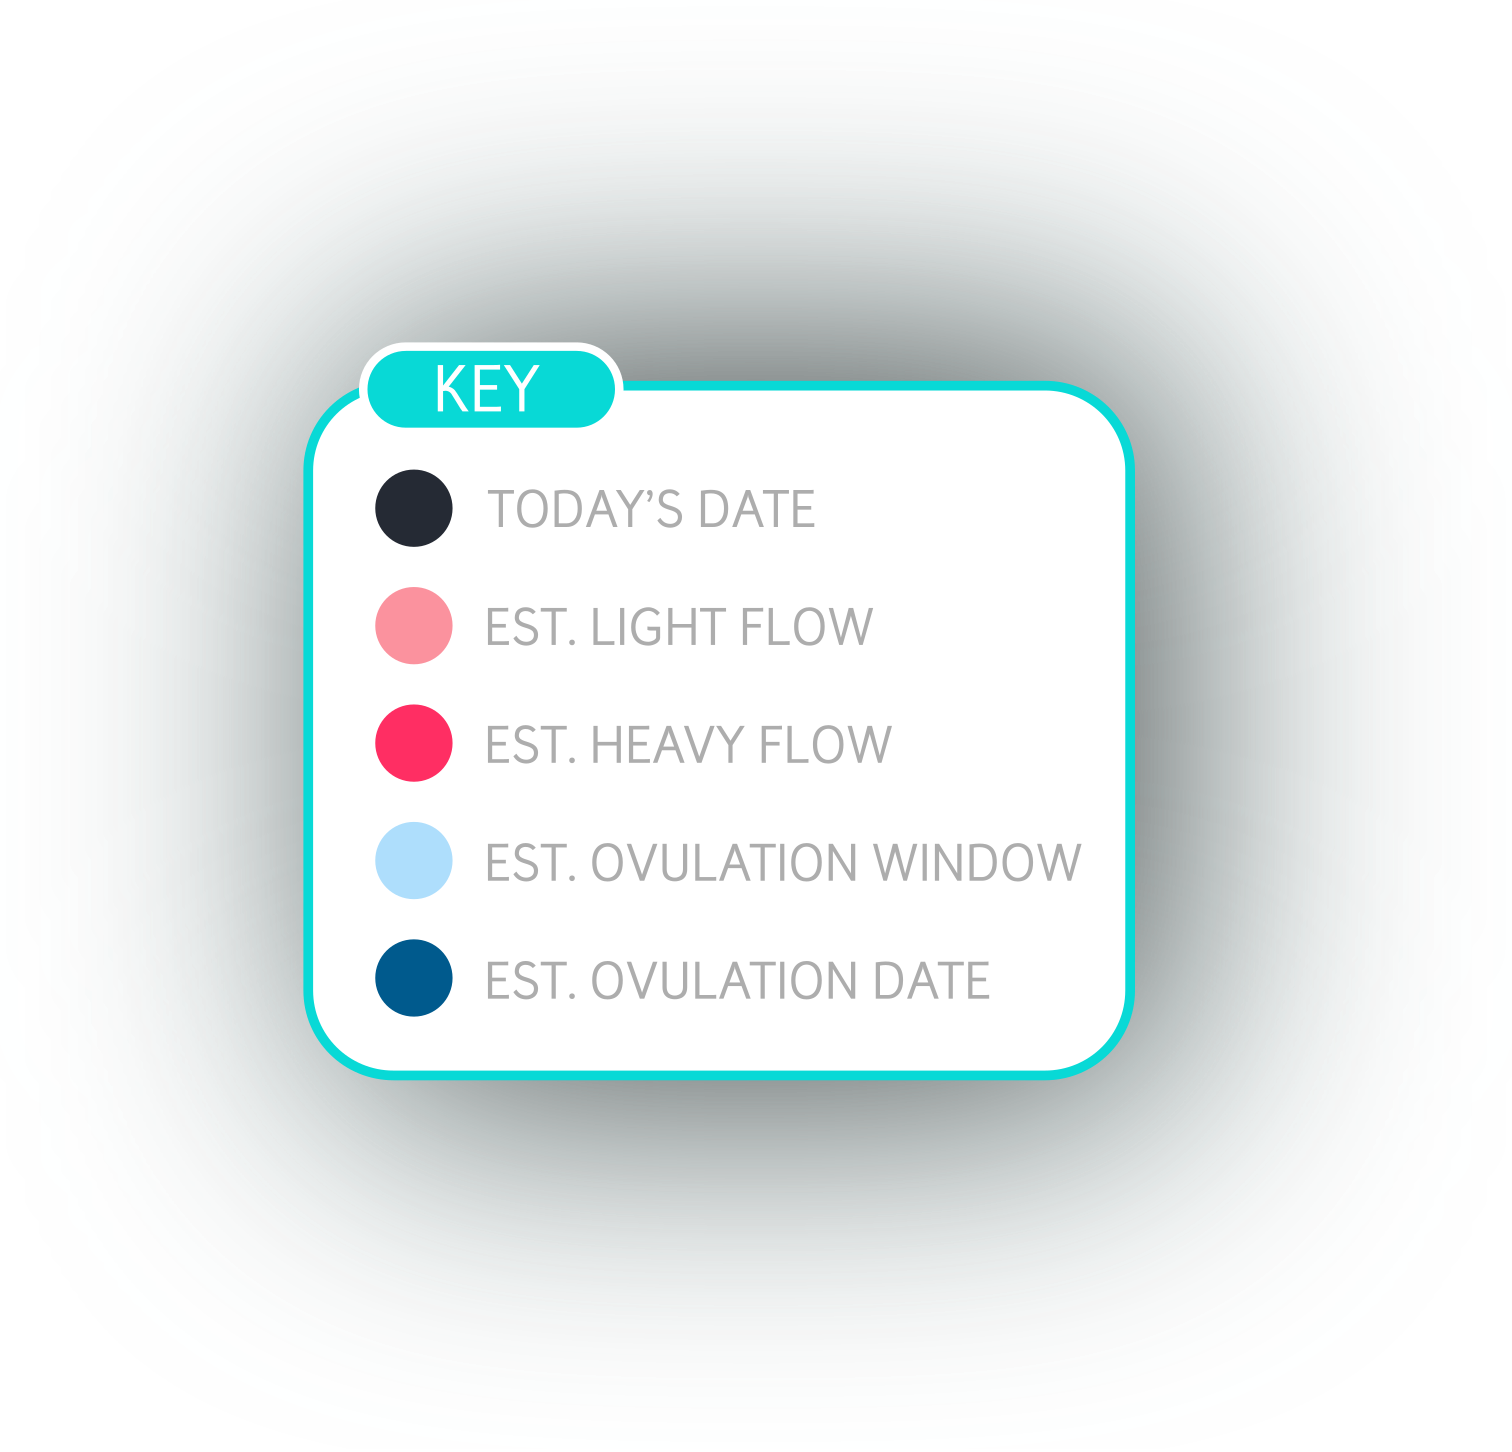 KEY
TODAY’S DATE
EST. LIGHT FLOW
EST. HEAVY FLOW
EST. OVULATION WINDOW
EST. OVULATION DATE